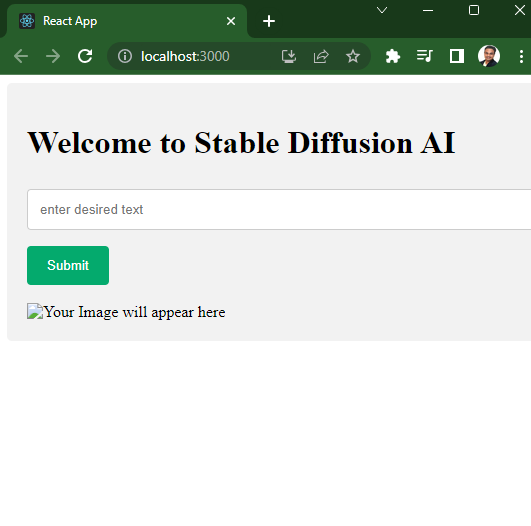 React App
localhost:3000
Welcome to Stable Diffusion AI
enter desired text
Submit
Your Image will appear here